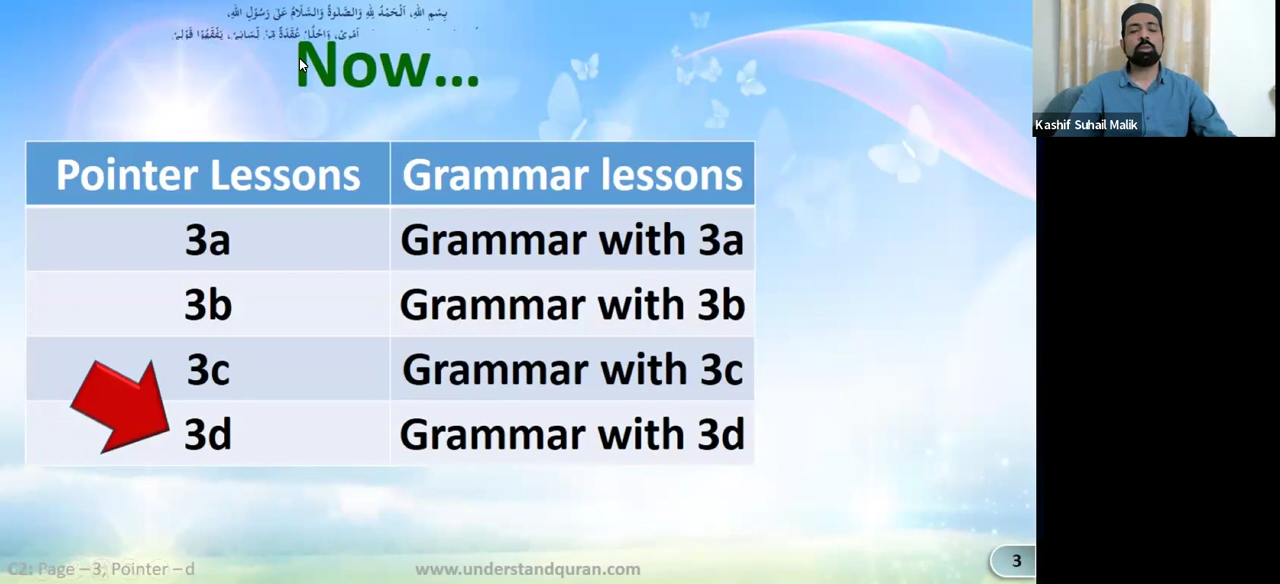 بِسْمِ اللهِ، اَلْحَمْدُ لِلّٰهِ وَالصَّلٰوةُ وَالسَّلَامُ عَلٰى رَسُوْلِ اللهِ،
اَمْرِىْ، وَاحْلُلْ عُقْدَةً مِّنْ لِّسَانِىْ، يَفْقَهُوْا قَوْلِىْ
Now...
Kashif Suhail Malik
Pointer Lessons Grammar lessons
3a Grammar with 3a
3b Grammar with 3b
3c Grammar with 3c
3d Grammar with 3d
C2: Page – 3, Pointer – d www.understandquran.com 3